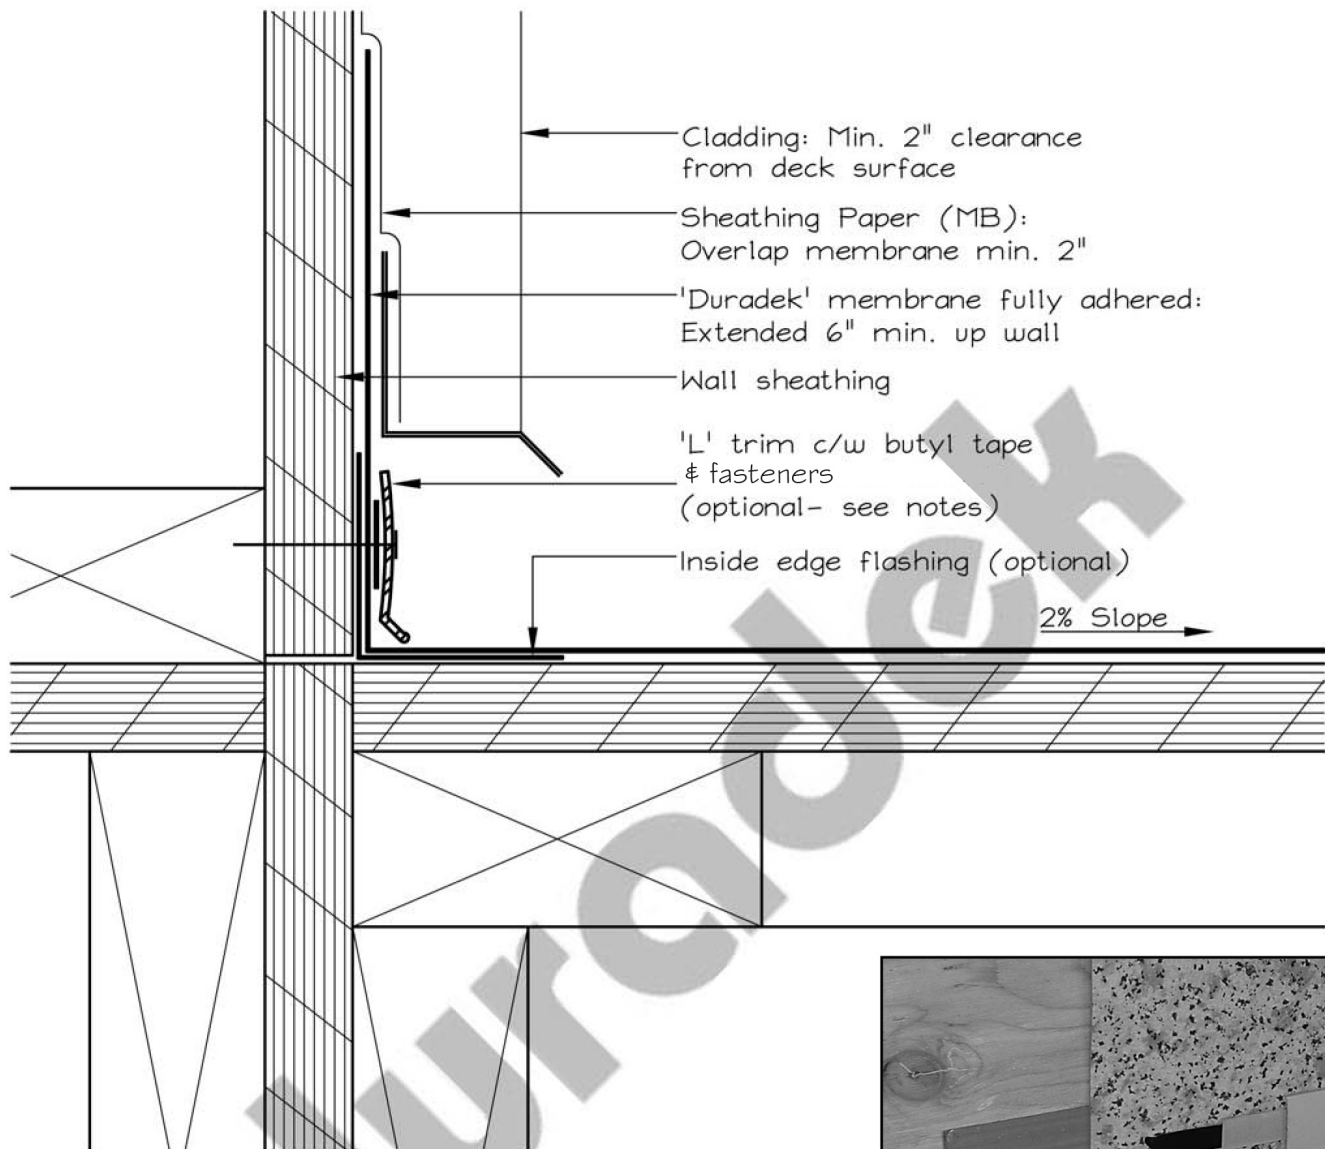 Cladding: Min. 2" clearance
from deck surface
Sheathing Paper (MB):
Overlap membrane min. 2"
'Duradek' membrane fully adhered:
Extended 6" min. up wall
Wall sheathing
'L' trim c/w butyl tape
& fasteners
(optional- see notes)
Inside edge flashing (optional)
2% Slope
duradek